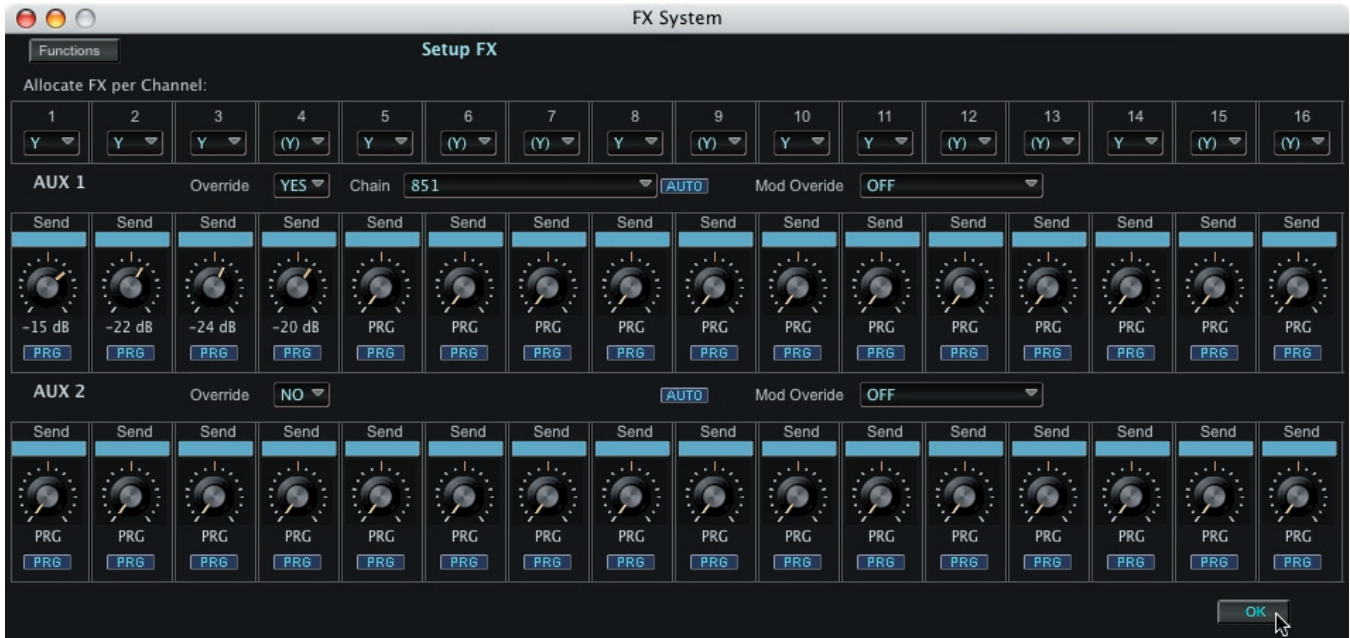 FX System
Functions Setup FX
Allocate FX per Channel:
1 2 3 4 5 6 7 8 9 10 11 12 13 14 15 16
Y Y Y (Y) Y (Y) (Y) Y (Y) Y Y (Y) (Y) Y (Y) (Y)
AUX 1 Override YES Chain 851 AUTO Mod Overide OFF
Send Send Send Send Send Send Send Send Send Send Send Send Send Send Send Send
-15 dB -22 dB -24 dB -20 dB PRG PRG PRG PRG PRG PRG PRG PRG PRG PRG PRG PRG
PRG PRG PRG PRG PRG PRG PRG PRG PRG PRG PRG PRG PRG PRG PRG PRG
AUX 2 Override NO AUTO Mod Overide OFF
Send Send Send Send Send Send Send Send Send Send Send Send Send Send Send Send
PRG PRG PRG PRG PRG PRG PRG PRG PRG PRG PRG PRG PRG PRG PRG PRG
PRG PRG PRG PRG PRG PRG PRG PRG PRG PRG PRG PRG PRG PRG PRG PRG
OK